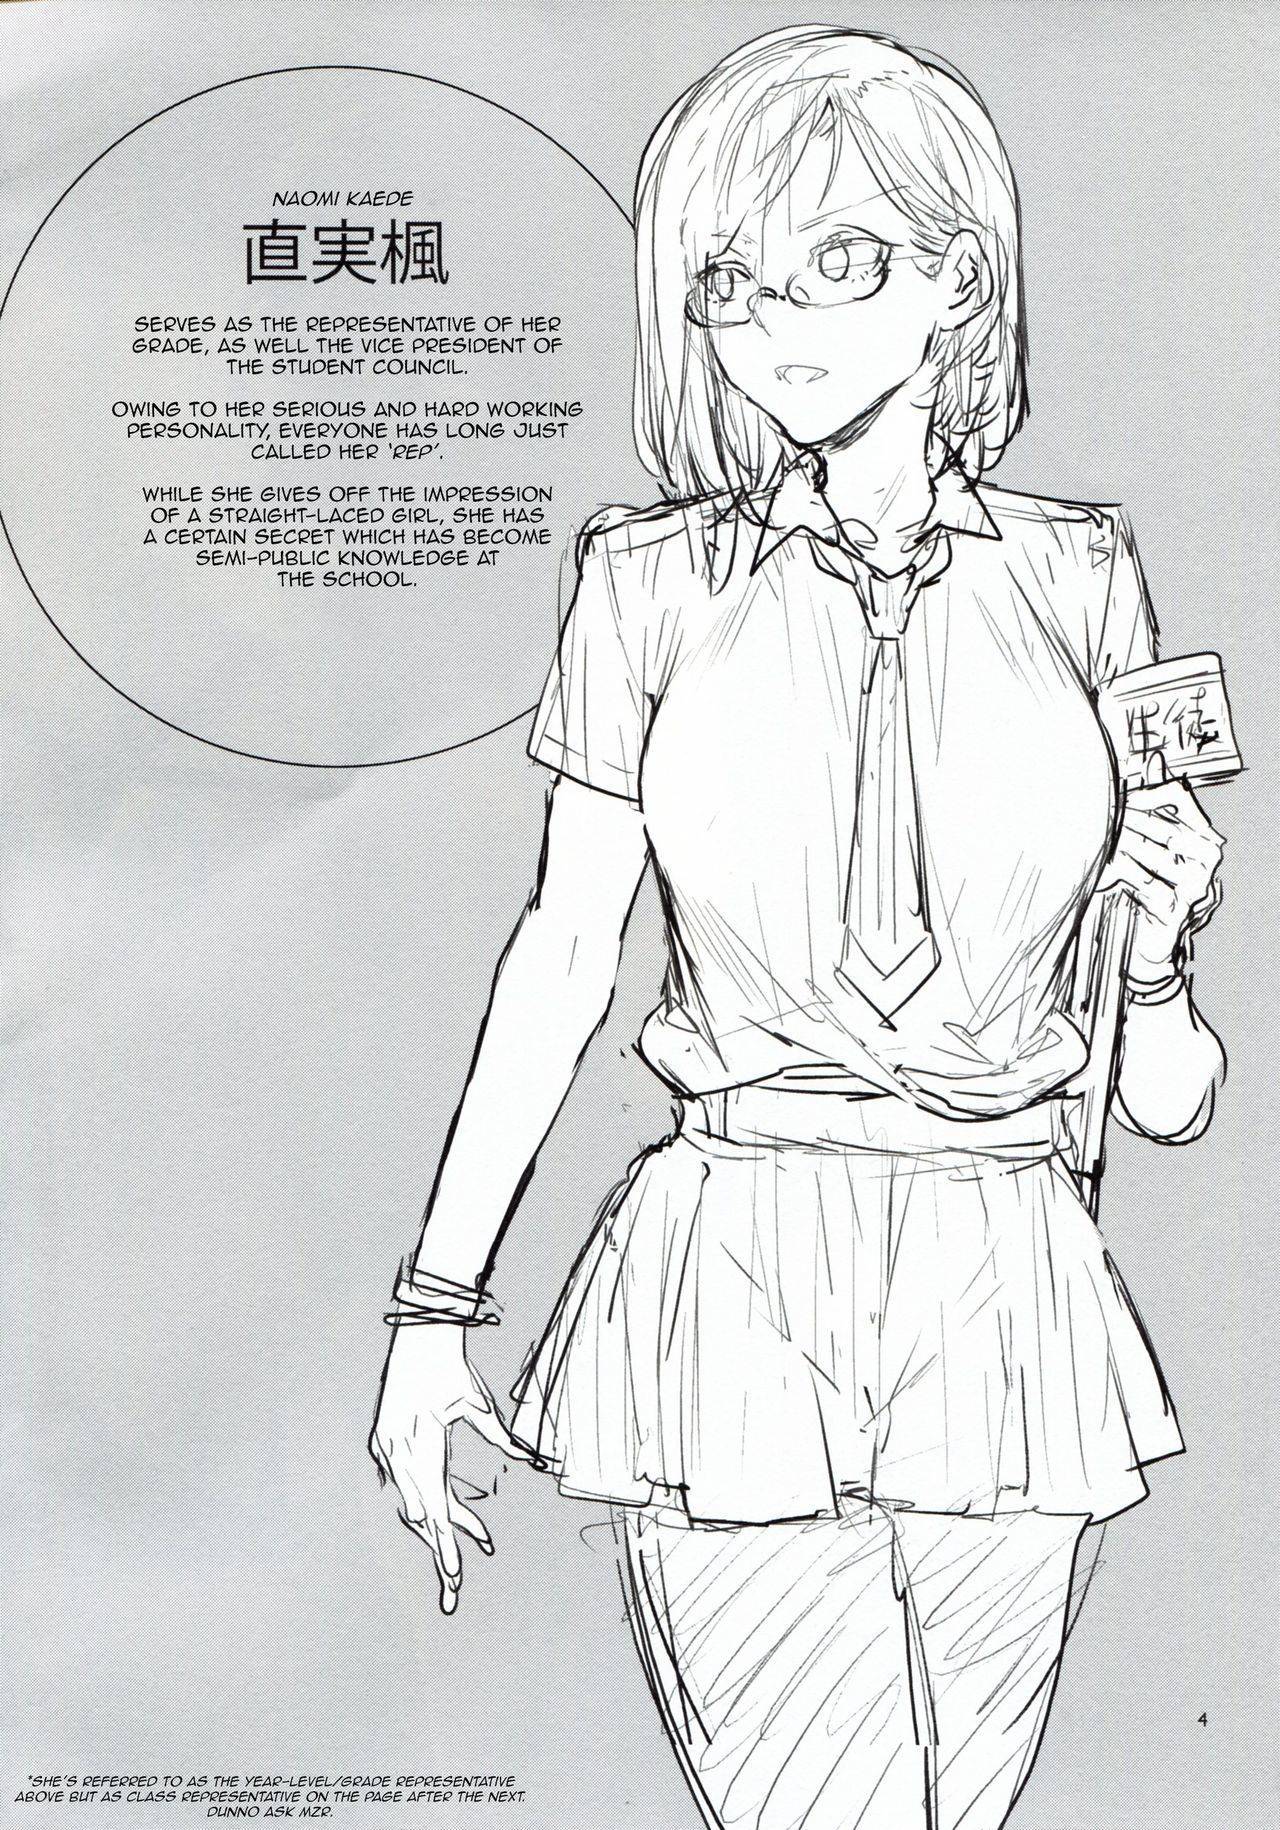 NAOMI KAEDE
直実楓
SERVES AS THE REPRESENTATIVE OF HER
GRADE, AS WELL THE VICE PRESIDENT OF
THE STUDENT COUNCIL.
OWING TO HER SERIOUS AND HARD WORKING
PERSONALITY, EVERYONE HAS LONG JUST
CALLED HER 'REP'.
WHILE SHE GIVES OFF THE IMPRESSION
OF A STRAIGHT-LACED GIRL, SHE HAS
A CERTAIN SECRET WHICH HAS BECOME
SEMI-PUBLIC KNOWLEDGE AT
THE SCHOOL.
生徒
4
*SHE'S REFERRED TO AS THE YEAR-LEVEL/GRADE REPRESENTATIVE
ABOVE BUT AS CLASS REPRESENTATIVE ON THE PAGE AFTER THE NEXT.
DUNNO ASK MZR.